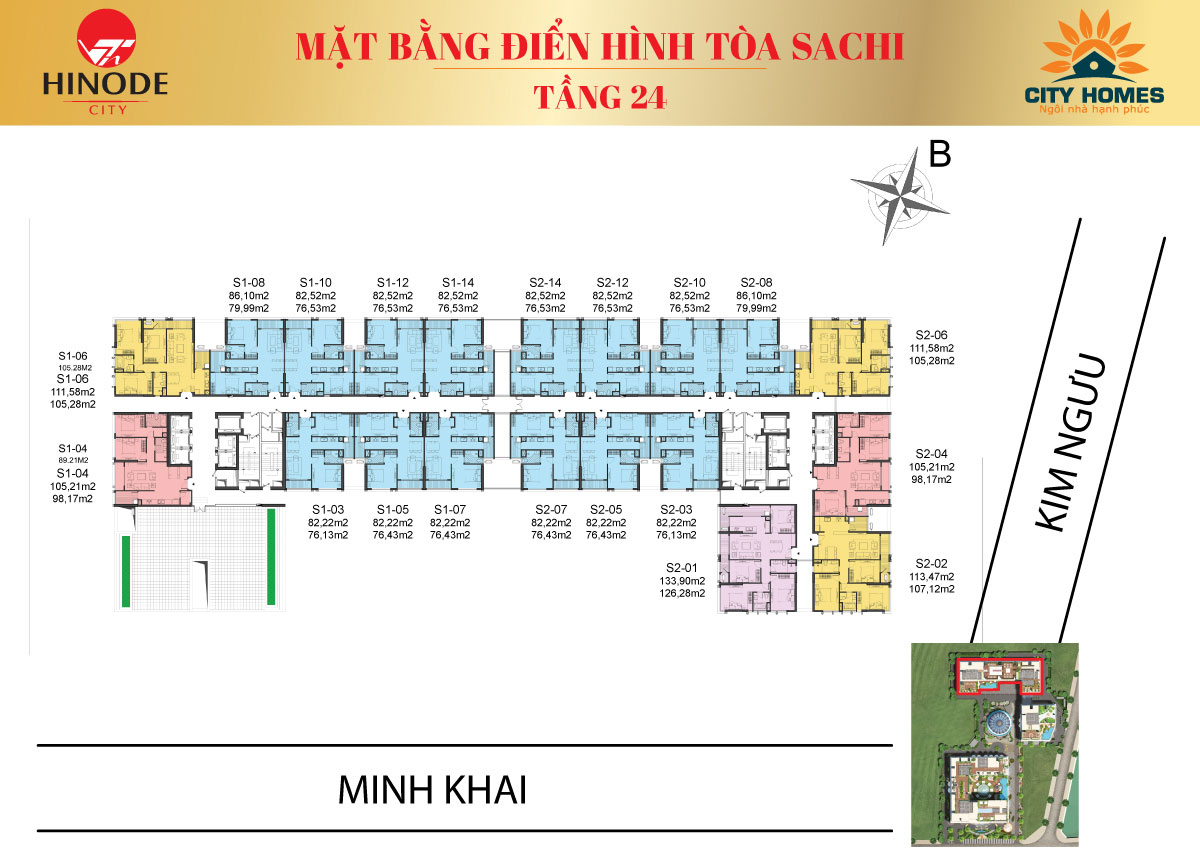 HINODE
CITY
MẶT BẰNG ĐIỂN HÌNH TÒA SACHI
TẦNG 24
CITY HOMES
Ngôi nhà hạnh phúc
B
S1-08
86,10m2
79,99m2
S1-10
82,52m2
76,53m2
S1-12
82,52m2
76,53m2
S1-14
82,52m2
76,53m2
S2-14
82,52m2
76,53m2
S2-12
82,52m2
76,53m2
S2-10
82,52m2
76,53m2
S2-08
86,10m2
79,99m2
S1-06
105.28M2
S1-06
111,58m2
105,28m2
S2-06
111,58m2
105,28m2
S1-04
89.21M2
S1-04
105,21m2
98,17m2
S2-04
105,21m2
98,17m2
S1-03
82,22m2
76,13m2
S1-05
82,22m2
76,43m2
S1-07
82,22m2
76,43m2
S2-07
82,22m2
76,43m2
S2-05
82,22m2
76,43m2
S2-03
82,22m2
76,13m2
S2-01
133,90m2
126,28m2
S2-02
113,47m2
107,12m2
KIM NGƯU
MINH KHAI